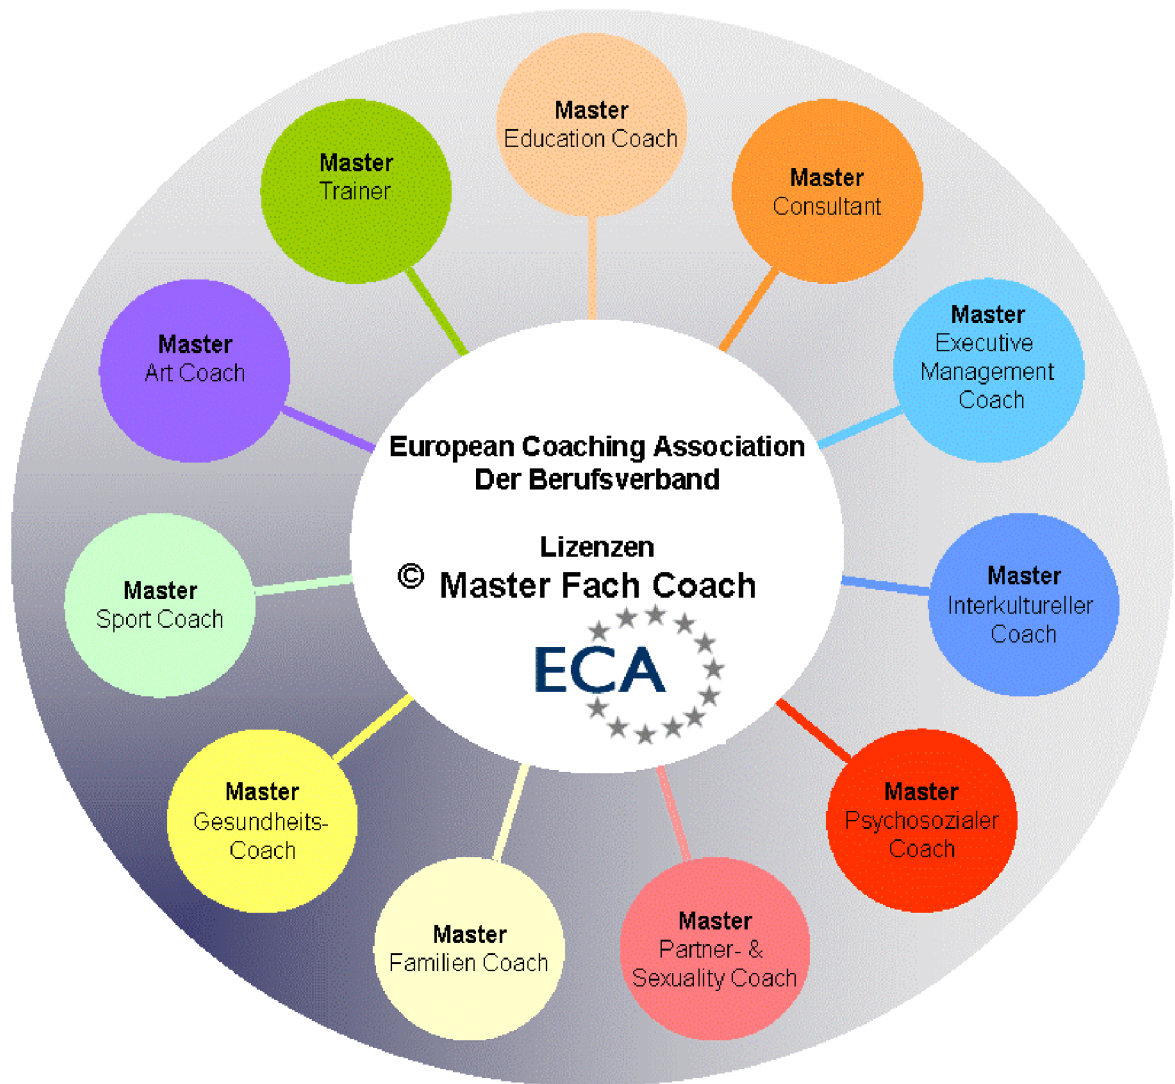 Master
Education Coach
Master
Consultant
Master
Executive
Management
Coach
Master
Interkultureller
Coach
Master
Psychosozialer
Coach
Master
Partner- &
Sexuality Coach
Master
Familien Coach
Master
Gesundheits-
Coach
Master
Sport Coach
Master
Art Coach
Master
Trainer
European Coaching Association
Der Berufsverband
Lizenzen
© Master Fach Coach
ECA